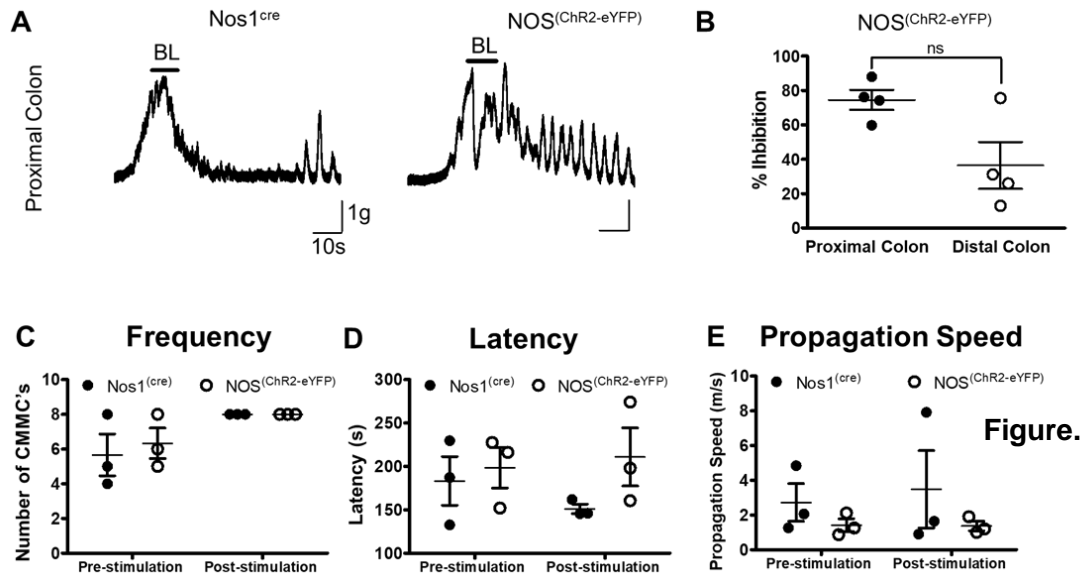 A
Nos1cre
NOS(ChR2-eYFP)
BL
BL
Proximal Colon
1g
10s
B
NOS(ChR2-eYFP)
ns
% Ihbibition
100
80
60
40
20
0
Proximal Colon
Distal Colon
C Frequency
Nos1(cre)
NOS(ChR2-eYFP)
Number of CMMC's
10
8
6
4
2
0
Pre-stimulation
Post-stimulation
D Latency
Nos1(cre)
NOS(ChR2-eYFP)
Latency (s)
300
250
200
150
100
Pre-stimulation
Post-stimulation
E Propagation Speed
Nos1(cre)
NOS(ChR2-eYFP)
Propagation Speed (m/s)
10
8
6
4
2
0
Pre-stimulation
Post-stimulation
Figure.